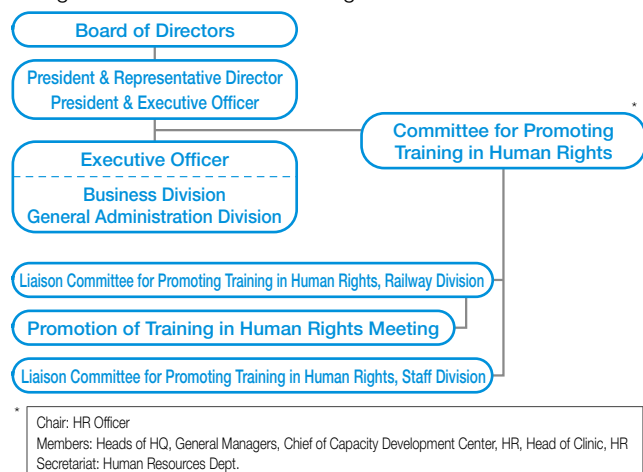 Board of Directors
President & Representative Director
President & Executive Officer
*
Committee for Promoting
Training in Human Rights
Executive Officer
Business Division
General Administration Division
Liaison Committee for Promoting Training in Human Rights, Railway Division
Promotion of Training in Human Rights Meeting
Liaison Committee for Promoting Training in Human Rights, Staff Division
*
Chair: HR Officer
Members: Heads of HQ, General Managers, Chief of Capacity Development Center, HR, Head of Clinic, HR
Secretariat: Human Resources Dept.